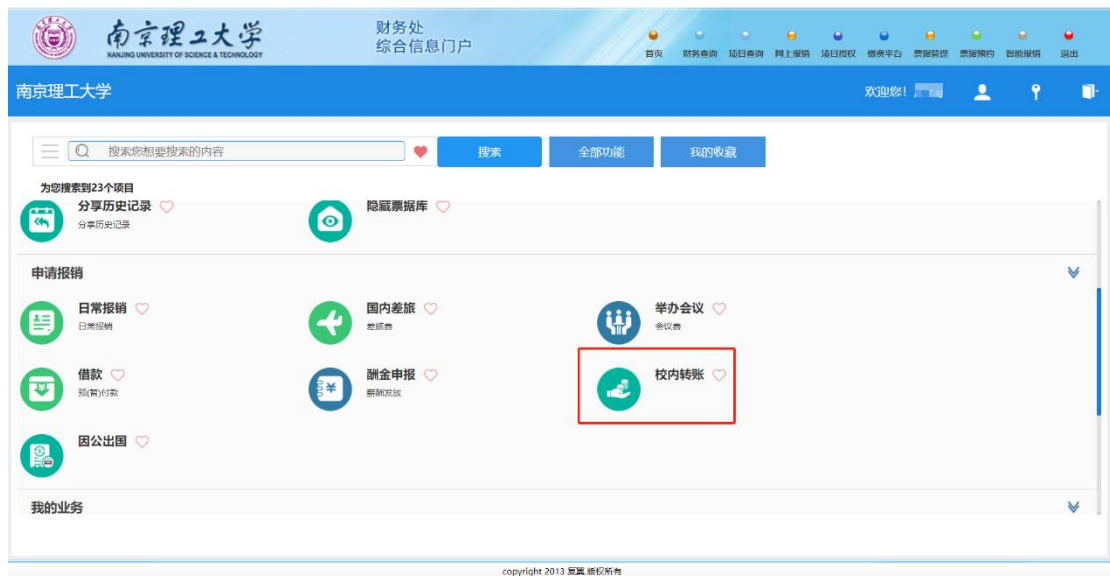 南京理工大学
NANJING UNIVERSITY OF SCIENCE & TECHNOLOGY
财务处
综合信息门户
首页 财务查询 项目查询 网上报销 项目授权 缴费平台 票据管理 票据预约 智能报销 退出
南京理工大学
欢迎您!
搜索您想要搜索的内容
搜索
全部功能
我的收藏
为您搜索到23个项目
分享历史记录
分享历史记录
隐藏票据库
申请报销
日常报销
日常报销
国内差旅
差旅费
举办会议
会议费
借款
预(暂)付款
酬金申报
薪酬发放
校内转账
因公出国
我的业务
copyright 2013 复翼 版权所有